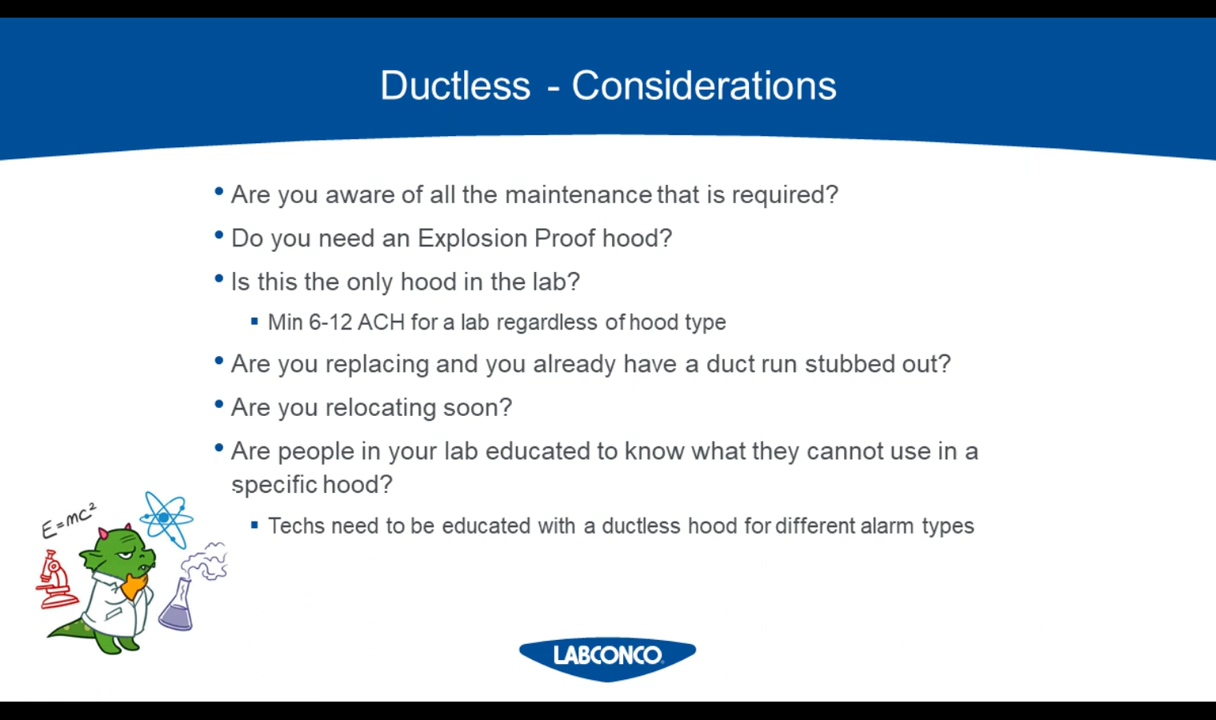 Ductless - Considerations
• Are you aware of all the maintenance that is required?
• Do you need an Explosion Proof hood?
• Is this the only hood in the lab?
▪ Min 6-12 ACH for a lab regardless of hood type
• Are you replacing and you already have a duct run stubbed out?
• Are you relocating soon?
• Are people in your lab educated to know what they cannot use in a
specific hood?
▪ Techs need to be educated with a ductless hood for different alarm types
E=mc²
LABCONCO